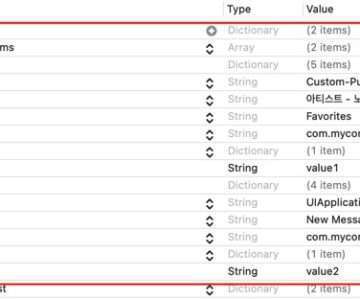 Type Value
Dictionary (2 items)
ms Array (2 items)
Dictionary (5 items)
String Custom-Pu
String 아티스트 - 노
String Favorites
String com.mycor
Dictionary (1 item)
String value1
Dictionary (4 items)
String UIApplicati
String New Messa
String com.mycor
Dictionary (1 item)
String value2
st Dictionary (2 items)